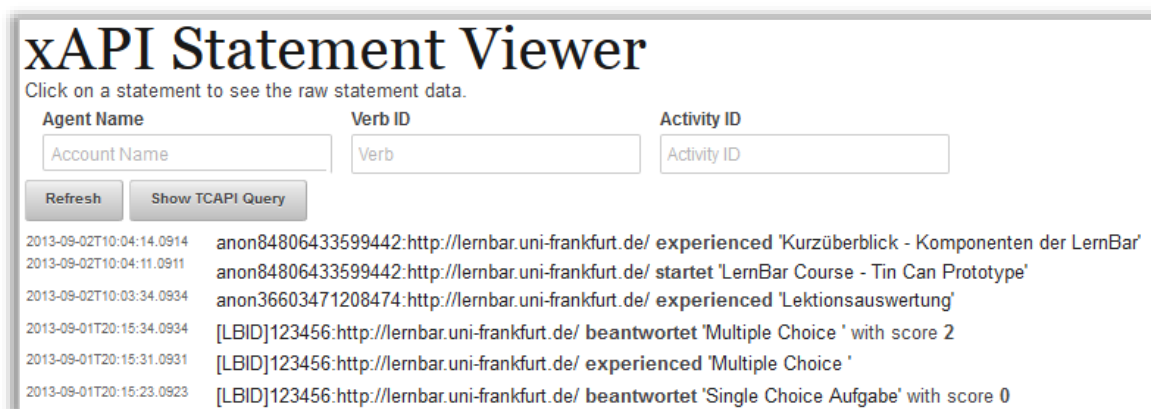 xAPI Statement Viewer
Click on a statement to see the raw statement data.
Agent Name Verb ID Activity ID
Account Name Verb Activity ID
Refresh Show TCAPI Query
2013-09-02T10:04:14.0914 anon84806433599442:http://lernbar.uni-frankfurt.de/ experienced 'Kurzüberblick - Komponenten der LernBar'
2013-09-02T10:04:11.0911 anon84806433599442:http://lernbar.uni-frankfurt.de/ startet 'LernBar Course - Tin Can Prototype'
2013-09-02T10:03:34.0934 anon36603471208474:http://lernbar.uni-frankfurt.de/ experienced 'Lektionsauswertung'
2013-09-01T20:15:34.0934 [LBID]123456:http://lernbar.uni-frankfurt.de/ beantwortet 'Multiple Choice ' with score 2
2013-09-01T20:15:31.0931 [LBID]123456:http://lernbar.uni-frankfurt.de/ experienced 'Multiple Choice '
2013-09-01T20:15:23.0923 [LBID]123456:http://lernbar.uni-frankfurt.de/ beantwortet 'Single Choice Aufgabe' with score 0